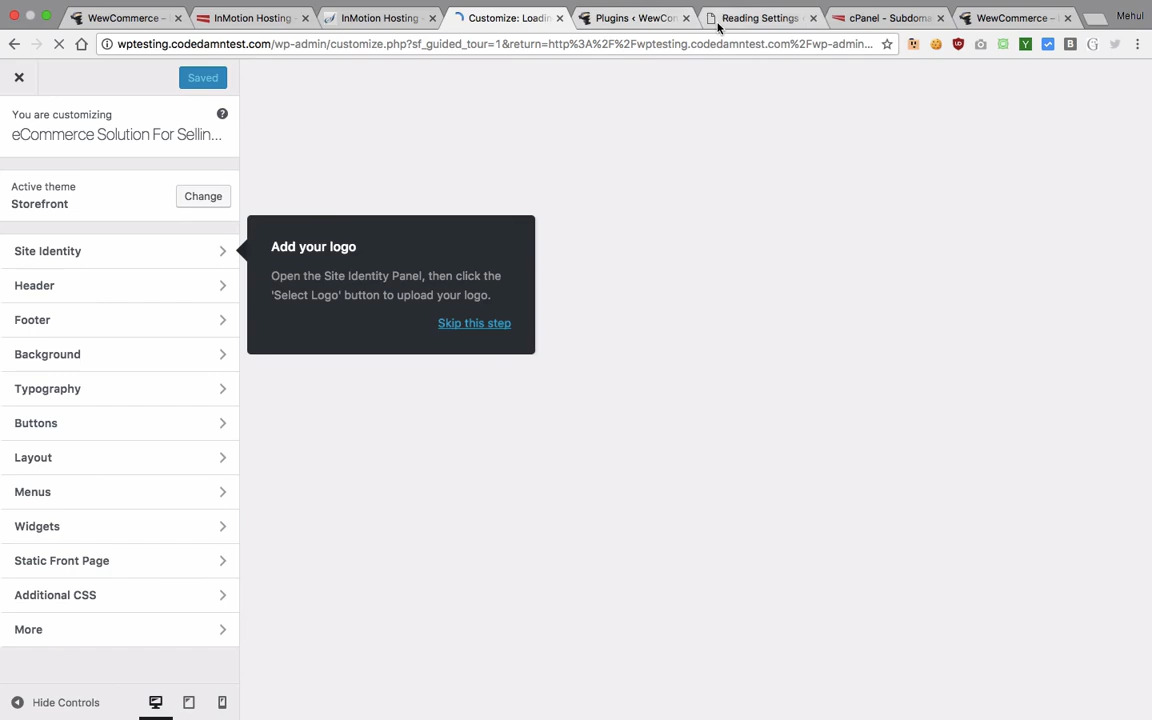 WewCommerce –
InMotion Hosting -
InMotion Hosting -
Customize: Loadin
Plugins ‹ WewCon
Reading Settings
cPanel - Subdoma
WewCommerce –
Mehul
wptesting.codedamntest.com/wp-admin/customize.php?sf_guided_tour=1&return=http%3A%2F%2Fwptesting.codedamntest.com%2Fwp-admin...
Saved
You are customizing
eCommerce Solution For Sellin...
Active theme
Storefront
Change
Site Identity
Header
Footer
Background
Typography
Buttons
Layout
Menus
Widgets
Static Front Page
Additional CSS
More
Hide Controls
Add your logo
Open the Site Identity Panel, then click the
'Select Logo' button to upload your logo.
Skip this step